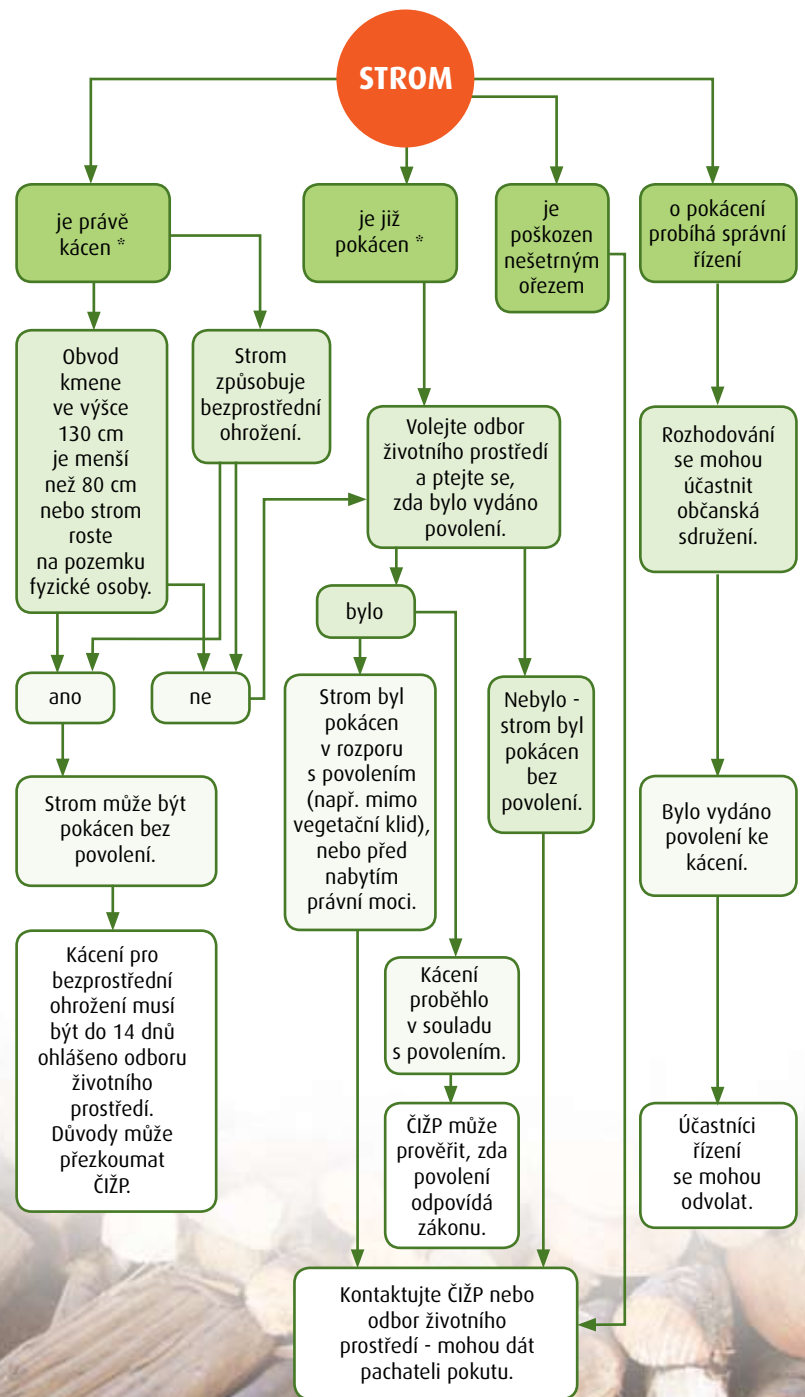 STROM
je právě
kácen *
je již
pokácen *
je
poškozen
nešetrným
ořezem
o pokácení
probíhá správní
řízení
Obvod
kmene
ve výšce
130 cm
je menší
než 80 cm
nebo strom
roste
na pozemku
fyzické osoby.
Strom
způsobuje
bezprostřední
ohrožení.
Volejte odbor
životního prostředí
a ptejte se,
zda bylo vydáno
povolení.
Rozhodování
se mohou
účastnit
občanská
sdružení.
bylo
ano
ne
Strom byl
pokácen
v rozporu
s povolením
(např. mimo
vegetační klid),
nebo před
nabytím
právní moci.
Nebylo -
strom byl
pokácen
bez
povolení.
Strom může být
pokácen bez
povolení.
Bylo vydáno
povolení ke
kácení.
Kácení pro
bezprostřední
ohrožení musí
být do 14 dnů
ohlášeno odboru
životního
prostředí.
Důvody může
přezkoumat
ČIŽP.
Kácení
proběhlo
v souladu
s povolením.
ČIŽP může
prověřit, zda
povolení
odpovídá
zákonu.
Účastníci
řízení
se mohou
odvolat.
Kontaktujte ČIŽP nebo
odbor životního
prostředí - mohou dát
pachateli pokutu.